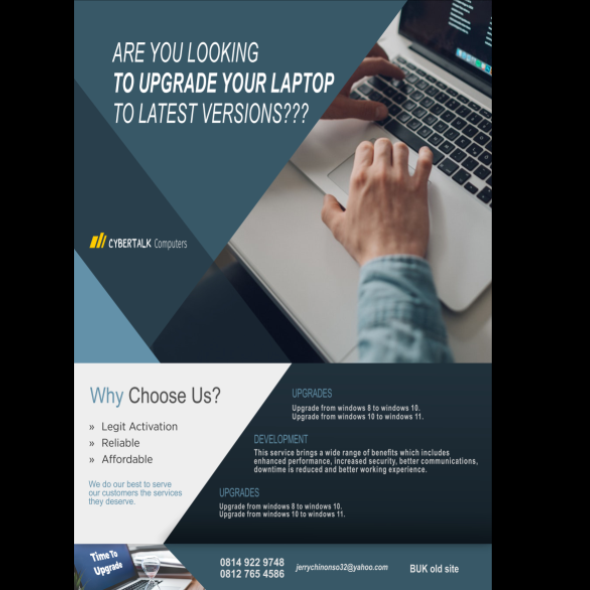 ARE YOU LOOKING
TO UPGRADE YOUR LAPTOP
TO LATEST VERSIONS???
CYBERTALK Computers
Why Choose Us?
» Legit Activation
» Reliable
» Affordable
We do our best to serve
our customers the services
they deserve.
UPGRADES
Upgrade from windows 8 to windows 10.
Upgrade from windows 10 to windows 11.
DEVELOPMENT
This service brings a wide range of benefits which includes
enhanced performance, increased security, better communications,
downtime is reduced and better working experience.
UPGRADES
Upgrade from windows 8 to windows 10.
Upgrade from windows 10 to windows 11.
Time To
Upgrade
0814 922 9748
0812 765 4586
jerrychinonso32@yahoo.com
BUK old site